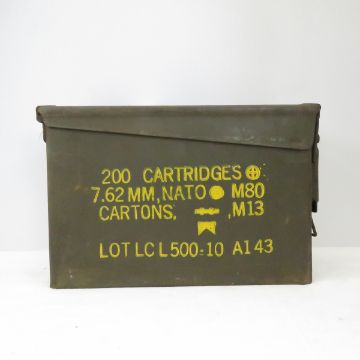 200 CARTRIDGES ⊕
7.62 MM, NATO ● M80
CARTONS, , M13
LOT LC L500-10 A143